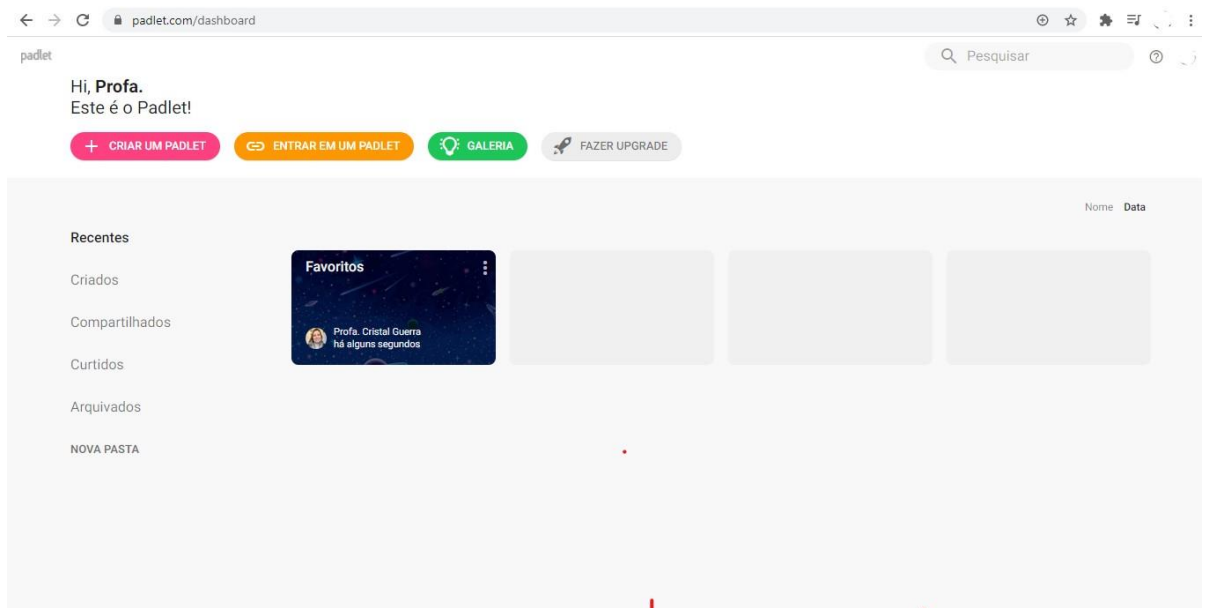 padlet.com/dashboard
padlet
Pesquisar
Hi, Profa.
Este é o Padlet!
CRIAR UM PADLET
ENTRAR EM UM PADLET
GALERIA
FAZER UPGRADE
Nome Data
Recentes
Criados
Compartilhados
Curtidos
Arquivados
NOVA PASTA
Favoritos
Profa. Cristal Guerra
há alguns segundos